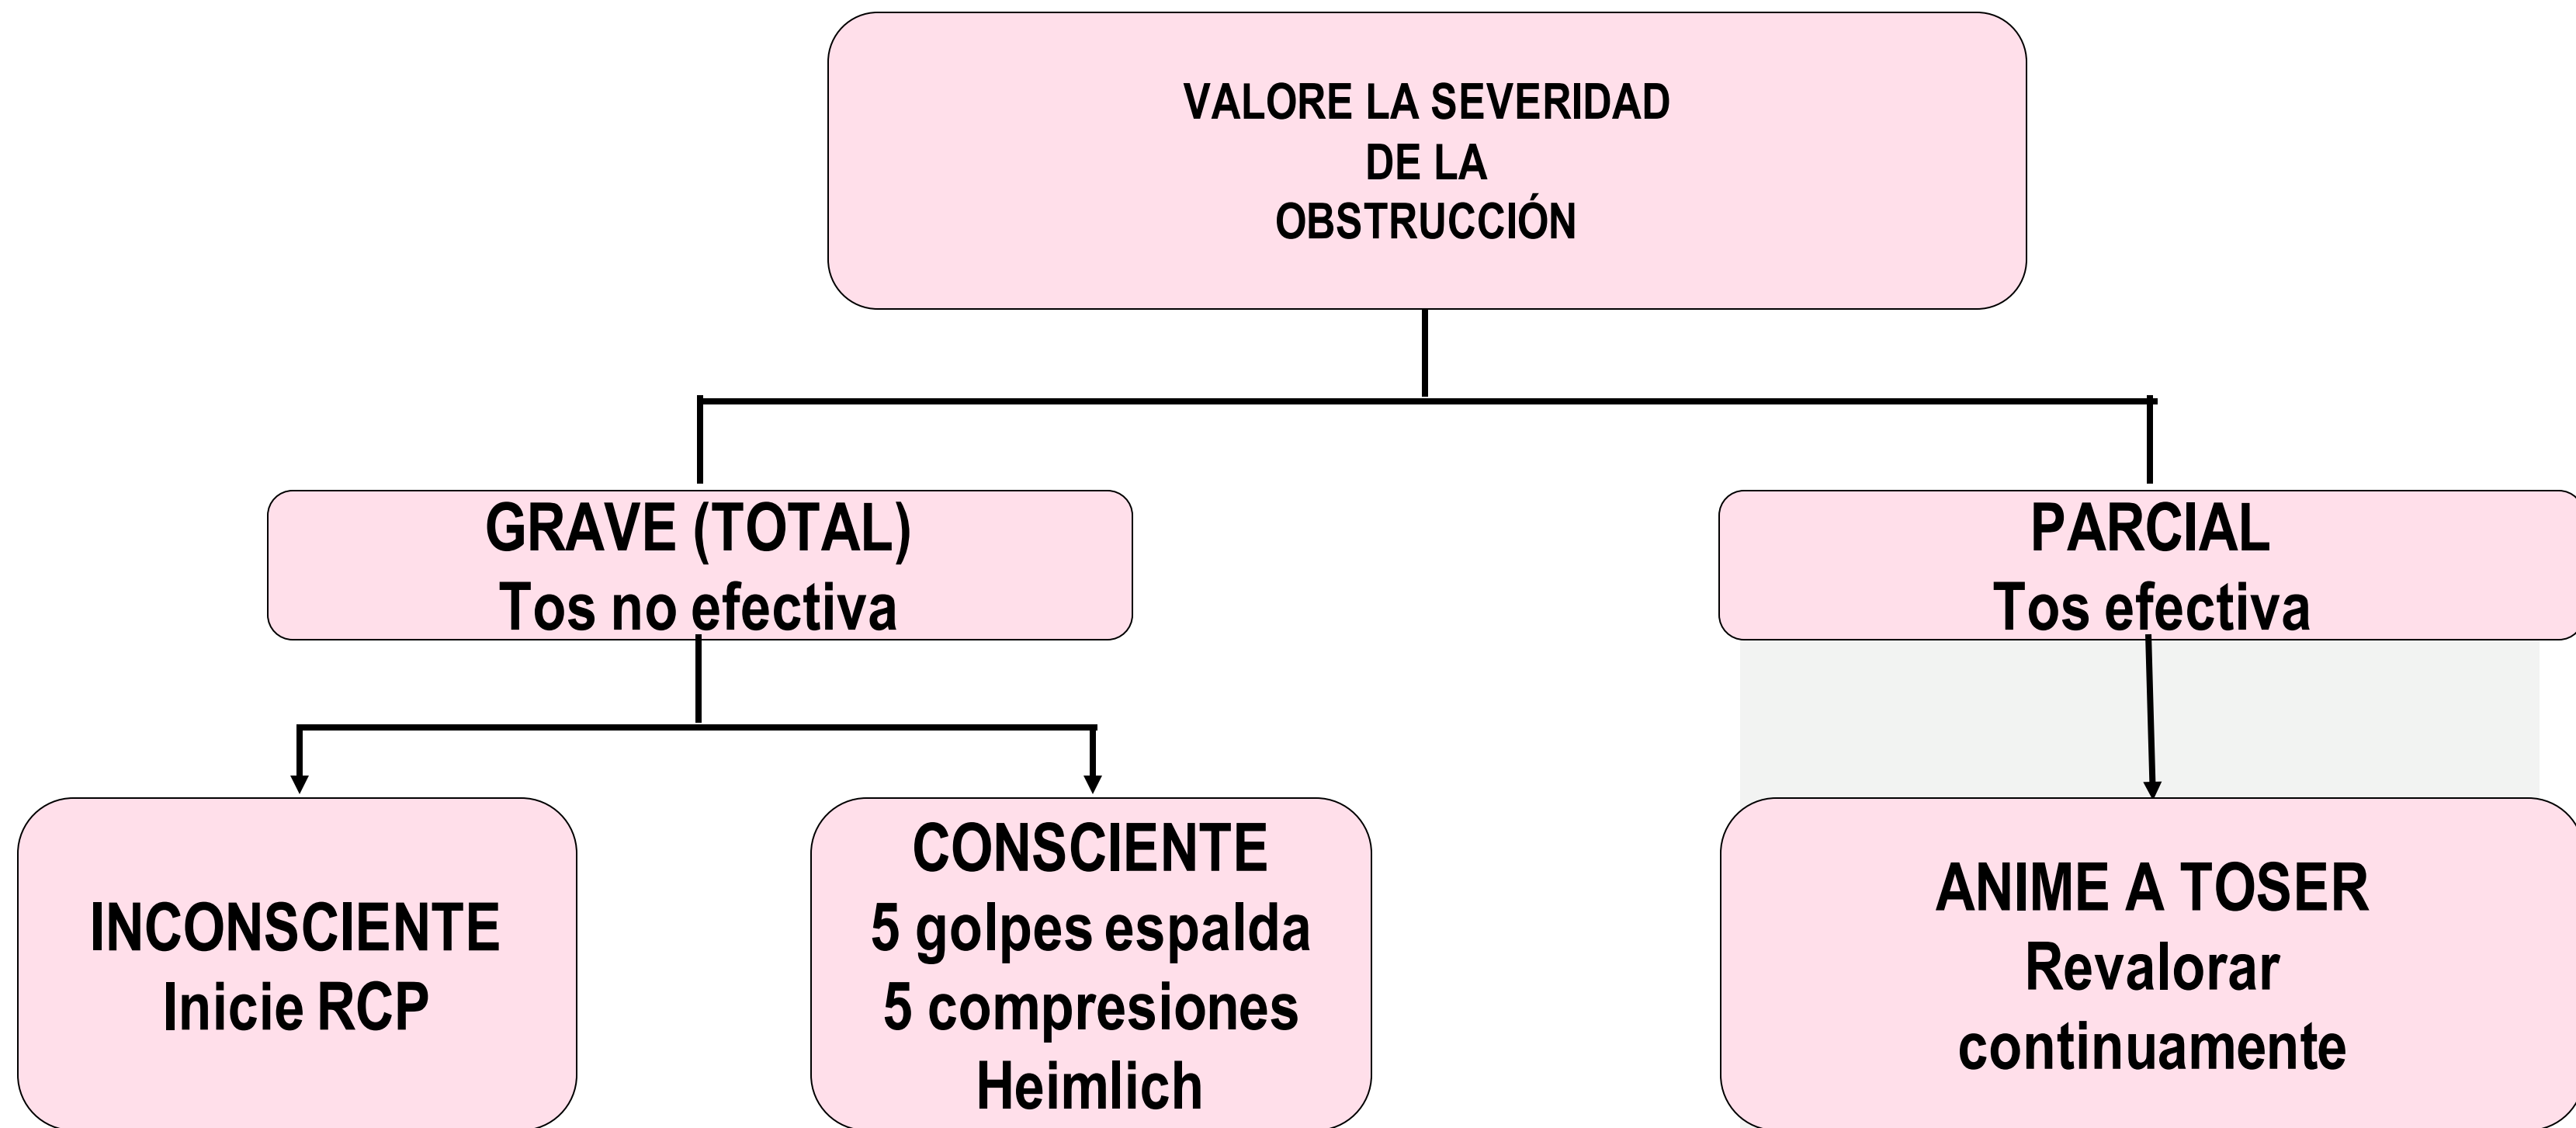 VALORE LA SEVERIDAD
DE LA
OBSTRUCCIÓN
GRAVE (TOTAL)
Tos no efectiva
PARCIAL
Tos efectiva
INCONSCIENTE
Inicie RCP
CONSCIENTE
5 golpes espalda
5 compresiones
Heimlich
ANIME A TOSER
Revalorar
continuamente